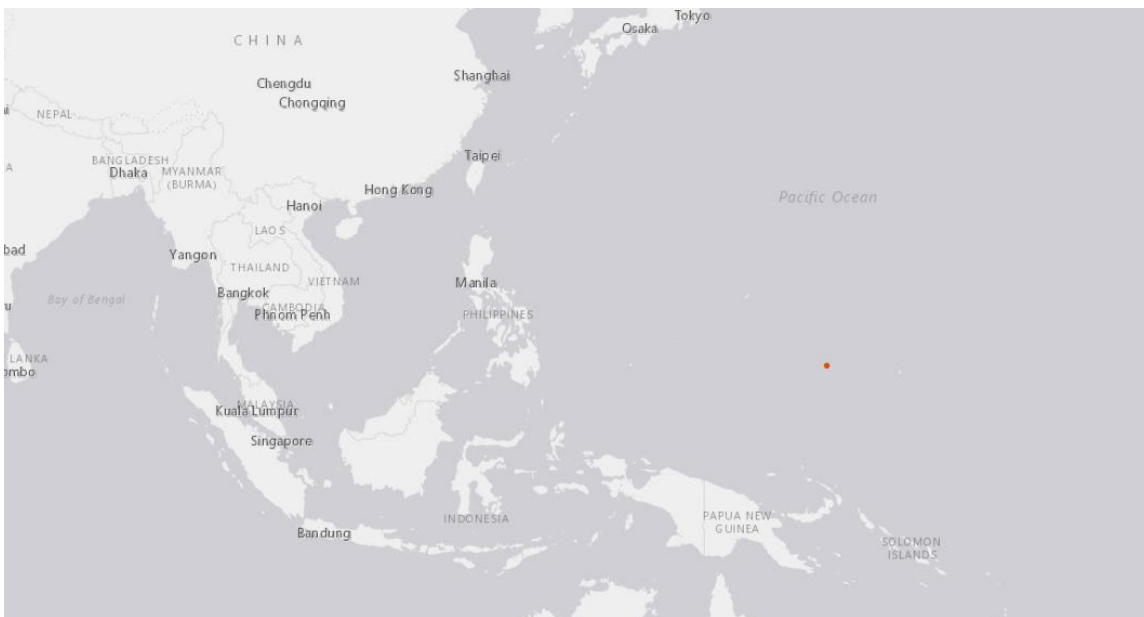 Tokyo
Osaka
CHINA
Shanghai
Chengdu
Chongqing
NEPAL
Taipei
BANGLADESH
Dhaka
MYANMAR
(BURMA)
Pacific Ocean
Hong Kong
Hanoi
LAOS
bad
Yangon
THAILAND
VIETNAM
Manila
Bangkok
Bay of Bengal
CAMBODIA
Phnom Penh
PHILIPPINES
LANKA
ombo
MALAYSIA
Kuala Lumpur
Singapore
INDONESIA
PAPUA NEW
GUINEA
Bandung
SOLOMON
ISLANDS